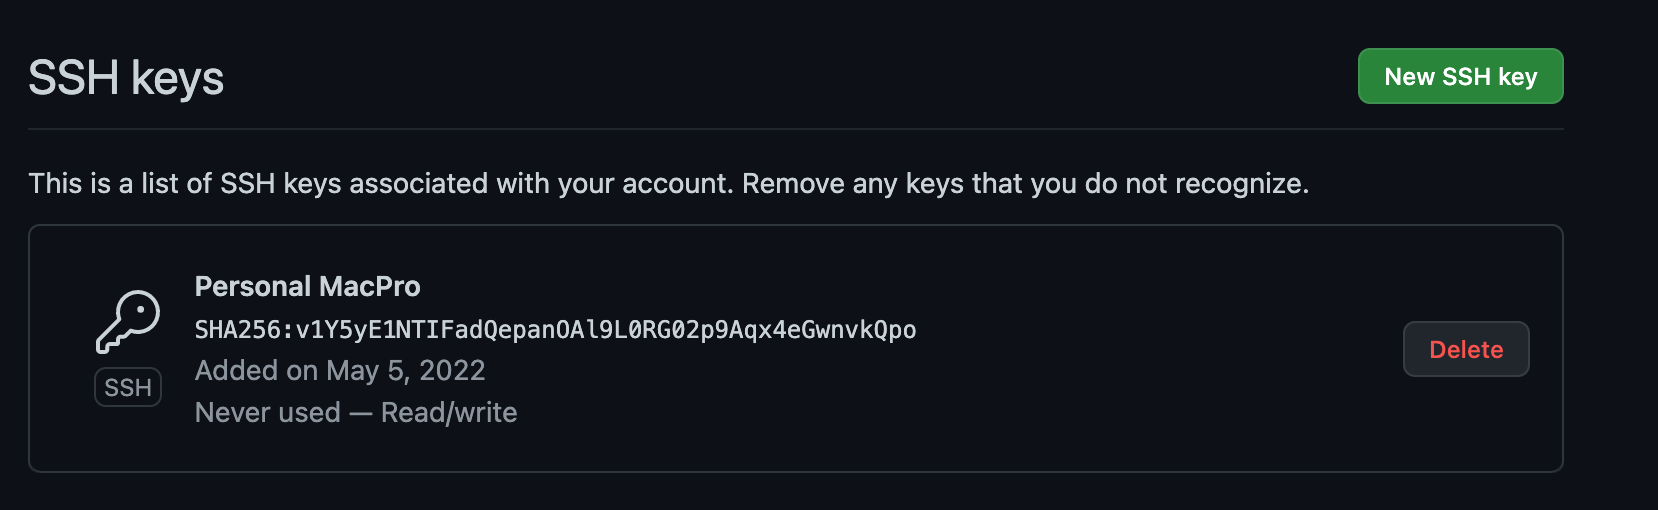 SSH keys
New SSH key
This is a list of SSH keys associated with your account. Remove any keys that you do not recognize.
Personal MacPro
SHA256:v1Y5yE1NTIFadQepanOAl9L0RG02p9Aqx4eGwnvkQpo
Added on May 5, 2022
Never used — Read/write
SSH
Delete